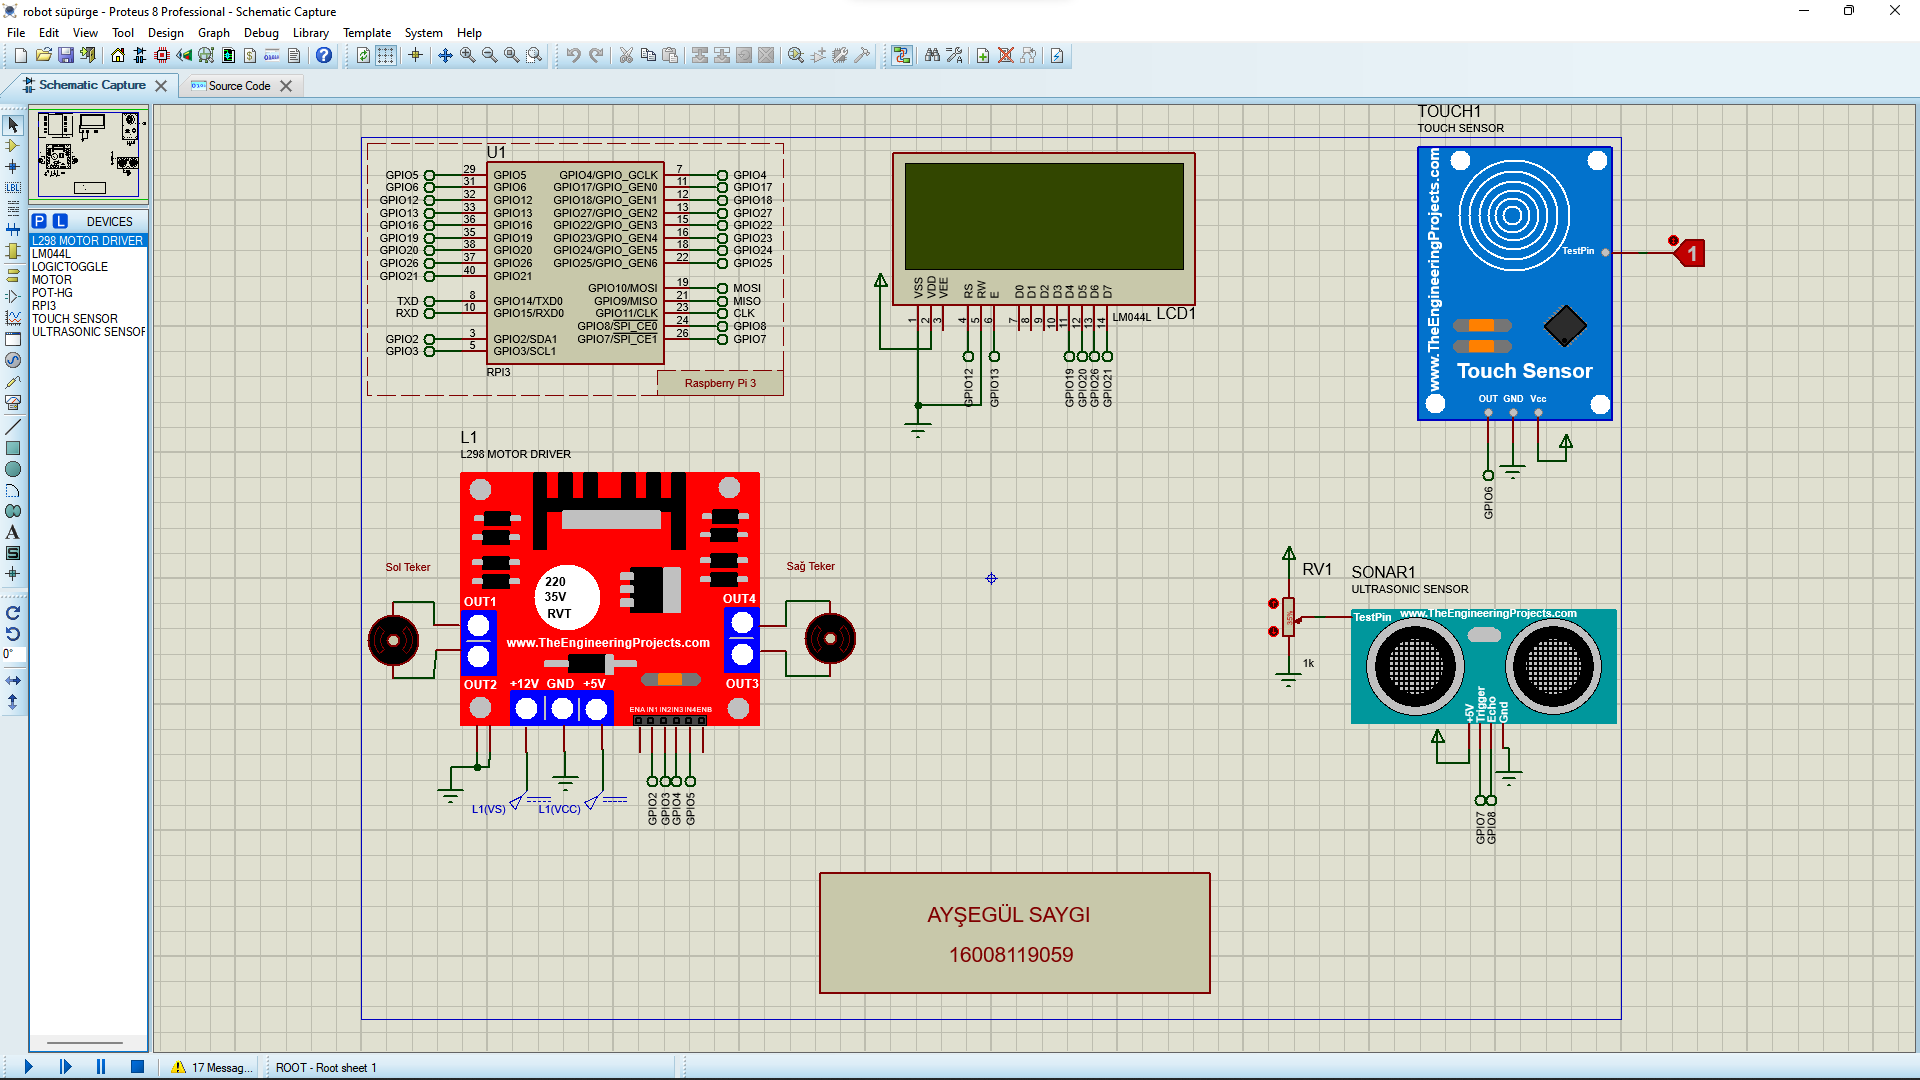 robot süpürge - Proteus 8 Professional - Schematic Capture
File Edit View Tool Design Graph Debug Library Template System Help
Schematic Capture
Source Code
P L DEVICES
L298 MOTOR DRIVER
LM044L
LOGICTOGGLE
MOTOR
POT-HG
RPI3
TOUCH SENSOR
ULTRASONIC SENSOR
0°
LBL
U1
GPIO5 29 GPIO5 GPIO4/GPIO_GCLK 7 GPIO4
GPIO6 31 GPIO6 GPIO17/GPIO_GEN0 11 GPIO17
GPIO12 32 GPIO12 GPIO18/GPIO_GEN1 12 GPIO18
GPIO13 33 GPIO13 GPIO27/GPIO_GEN2 13 GPIO27
GPIO16 36 GPIO16 GPIO22/GPIO_GEN3 15 GPIO22
GPIO19 35 GPIO19 GPIO23/GPIO_GEN4 16 GPIO23
GPIO20 38 GPIO20 GPIO24/GPIO_GEN5 18 GPIO24
GPIO26 37 GPIO26 GPIO25/GPIO_GEN6 22 GPIO25
GPIO21 40 GPIO21
GPIO10/MOSI 19 MOSI
TXD 8 GPIO14/TXD0 GPIO9/MISO 21 MISO
RXD 10 GPIO15/RXD0 GPIO11/CLK 23 CLK
GPIO8/SPI_CE0 24 GPIO8
GPIO2 3 GPIO2/SDA1 GPIO7/SPI_CE1 26 GPIO7
GPIO3 5 GPIO3/SCL1
RPI3
Raspberry Pi 3
VSS VDD VEE RS RW E D0 D1 D2 D3 D4 D5 D6 D7
1 2 3 4 5 6 7 8 9 10 11 12 13 14
LM044L LCD1
GPIO12 GPIO13 GPIO19 GPIO20 GPIO26 GPIO21
TOUCH1
TOUCH SENSOR
www.TheEngineeringProjects.com
TestPin
1
Touch Sensor
OUT GND Vcc
GPIO6
L1
L298 MOTOR DRIVER
Sol Teker
Sağ Teker
220
35V
RVT
OUT1
OUT4
www.TheEngineeringProjects.com
OUT2
OUT3
+12V GND +5V
ENA IN1 IN2 IN3 IN4 ENB
L1(VS)
L1(VCC)
GPIO2 GPIO3 GPIO4 GPIO5
RV1
1k
SONAR1
ULTRASONIC SENSOR
TestPin www.TheEngineeringProjects.com
+5V Trigger Echo Gnd
GPIO7 GPIO8
AYŞEGÜL SAYGI
16008119059
17 Messag...
ROOT - Root sheet 1